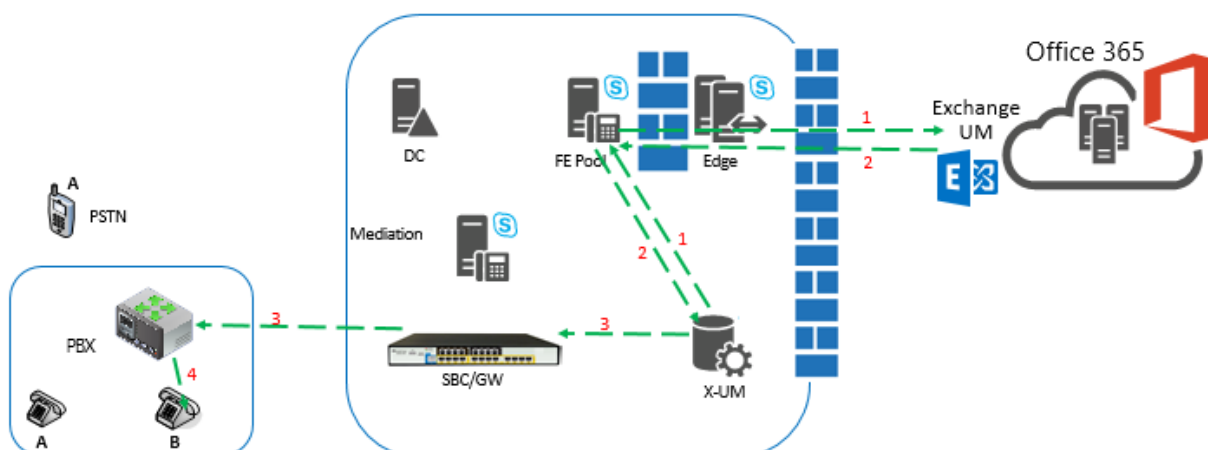 Office 365
Exchange
UM
1
2
DC
FE Pool
Edge
A
PSTN
Mediation
1
2
3
3
PBX
4
SBC/GW
X-UM
A
B
S
S
S
E